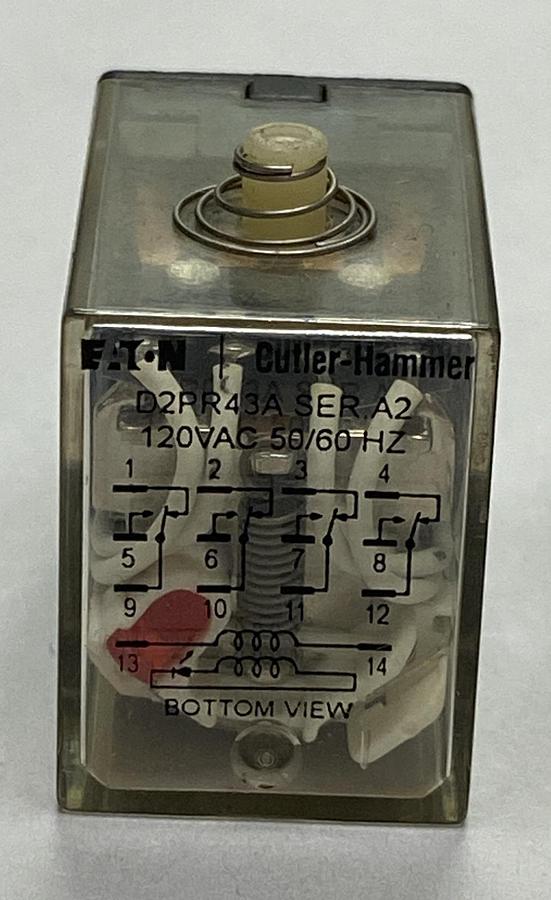 EAT·N | Cutler-Hammer
D2PR43A SER.A2
120VAC 50/60 HZ
1 2 3 4
5 6 7 8
9 10 11 12
13 14
BOTTOM VIEW